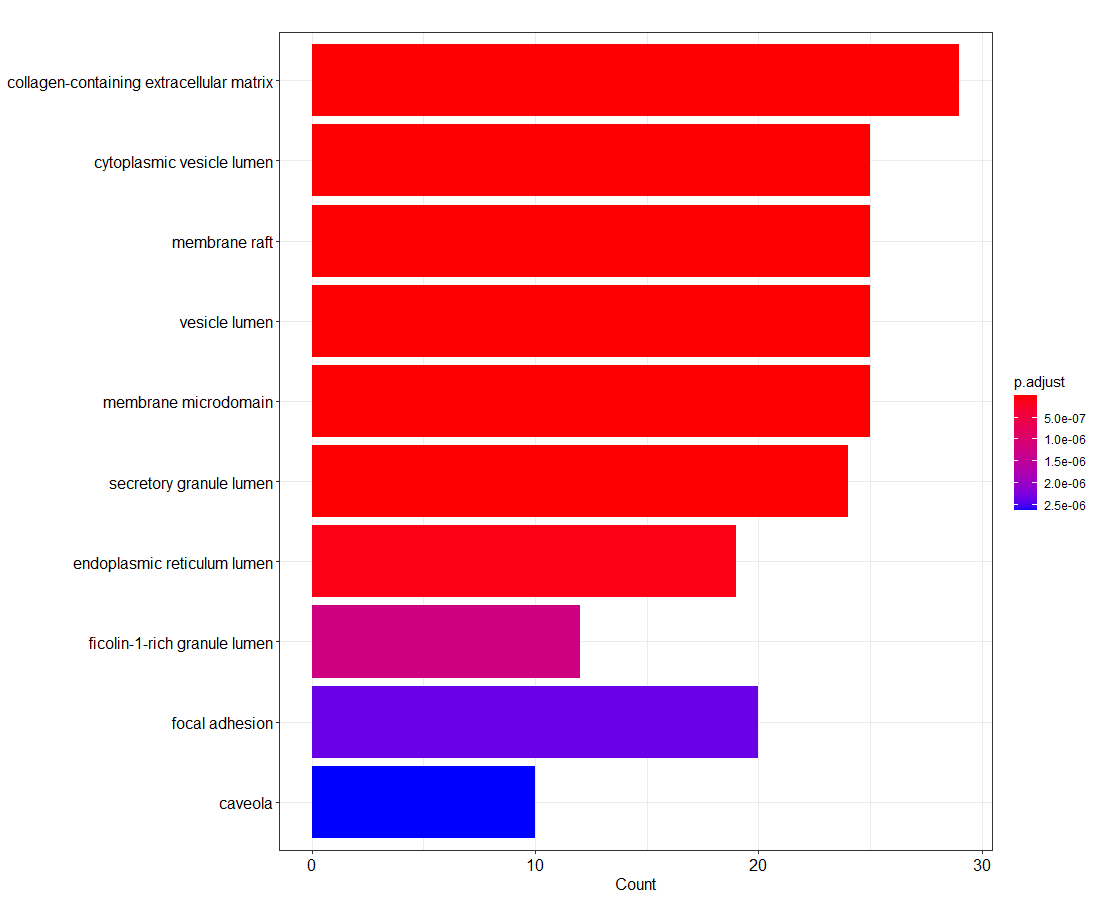 collagen-containing extracellular matrix
cytoplasmic vesicle lumen
membrane raft
vesicle lumen
membrane microdomain
secretory granule lumen
endoplasmic reticulum lumen
ficolin-1-rich granule lumen
focal adhesion
caveola
0 10 20 30
Count
p.adjust
5.0e-07
1.0e-06
1.5e-06
2.0e-06
2.5e-06